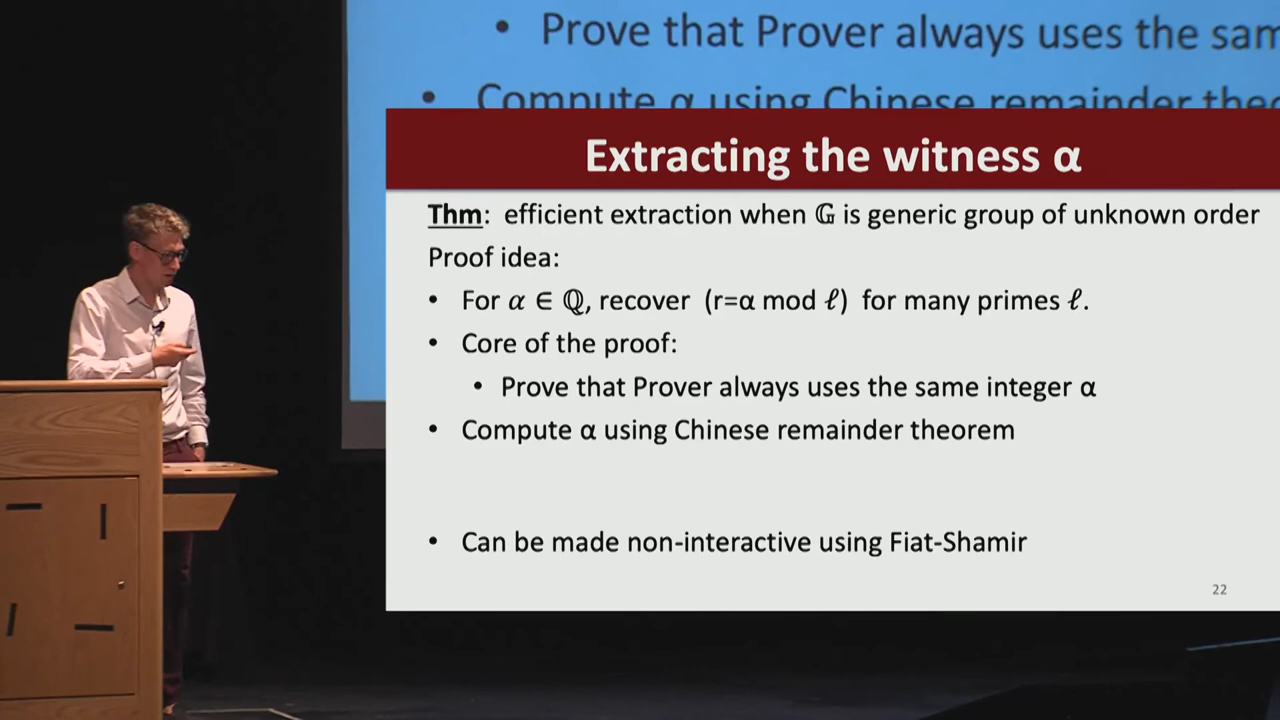 • Prove that Prover always uses the
• Compute α using Chinese remainder
Extracting the witness α
Thm: efficient extraction when 𝔾 is generic group of unknown order
Proof idea:
• For α ∈ ℚ, recover (r=α mod ℓ) for many primes ℓ.
• Core of the proof:
• Prove that Prover always uses the same integer α
• Compute α using Chinese remainder theorem
• Can be made non-interactive using Fiat-Shamir
22